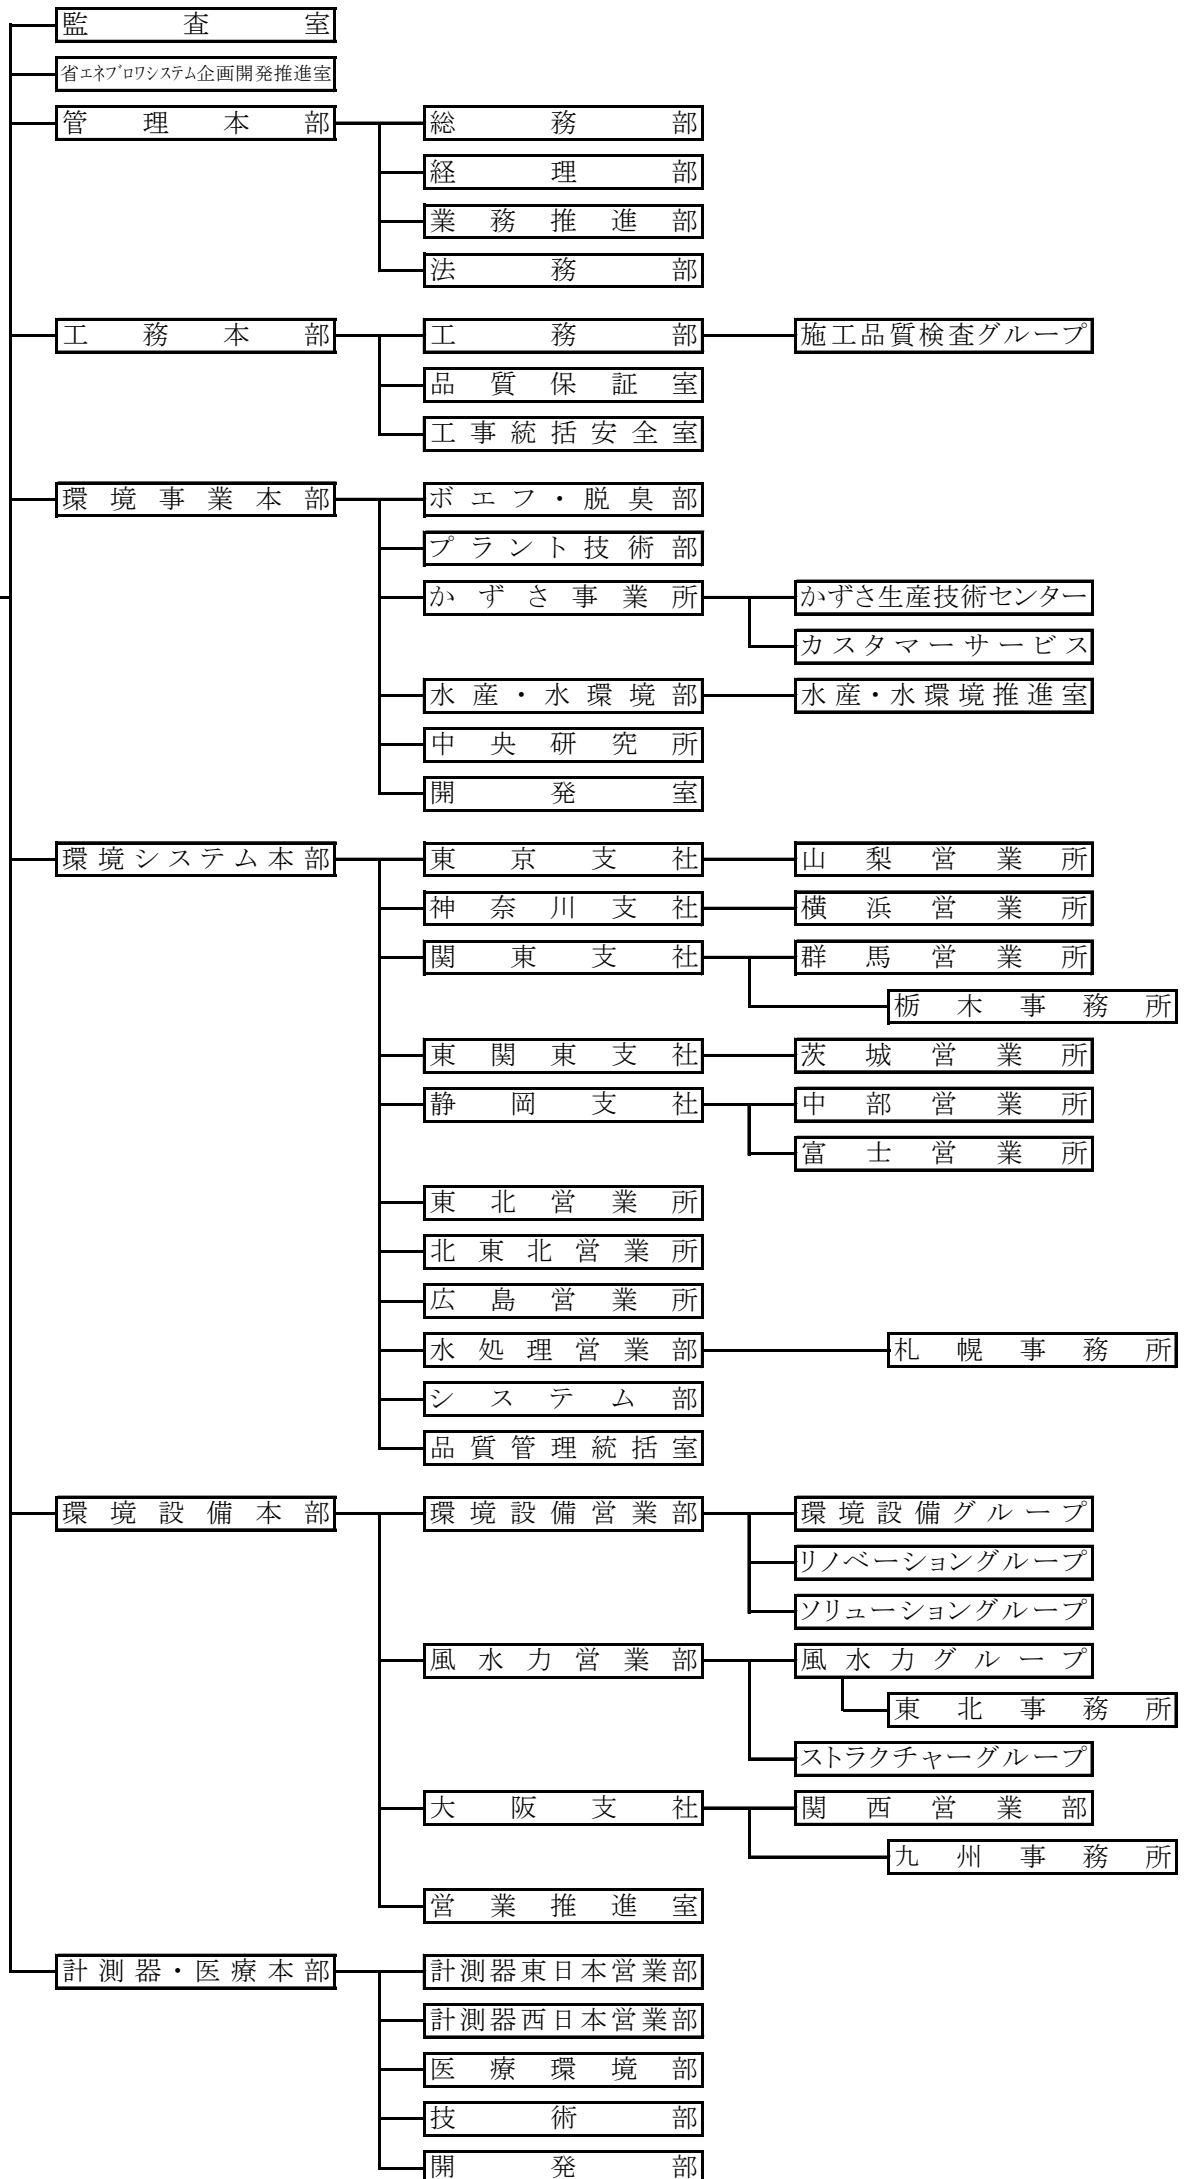 監査室
省エネブロワシステム企画開発推進室
管理本部 総務部
経理部
業務推進部
法務部
工務本部 工務部 施工品質検査グループ
品質保証室
工事統括安全室
環境事業本部 ボエフ・脱臭部
プラント技術部
かずさ事業所 かずさ生産技術センター
カスタマーサービス
水産・水環境部 水産・水環境推進室
中央研究所
開発室
環境システム本部 東京支社 山梨営業所
神奈川支社 横浜営業所
関東支社 群馬営業所
栃木事務所
東関東支社 茨城営業所
静岡支社 中部営業所
富士営業所
東北営業所
北東北営業所
広島営業所
水処理営業部 札幌事務所
システム部
品質管理統括室
環境設備本部 環境設備営業部 環境設備グループ
リノベーショングループ
ソリューショングループ
風水力営業部 風水力グループ
東北事務所
ストラクチャーグループ
大阪支社 関西営業部
九州事務所
営業推進室
計測器・医療本部 計測器東日本営業部
計測器西日本営業部
医療環境部
技術部
開発部